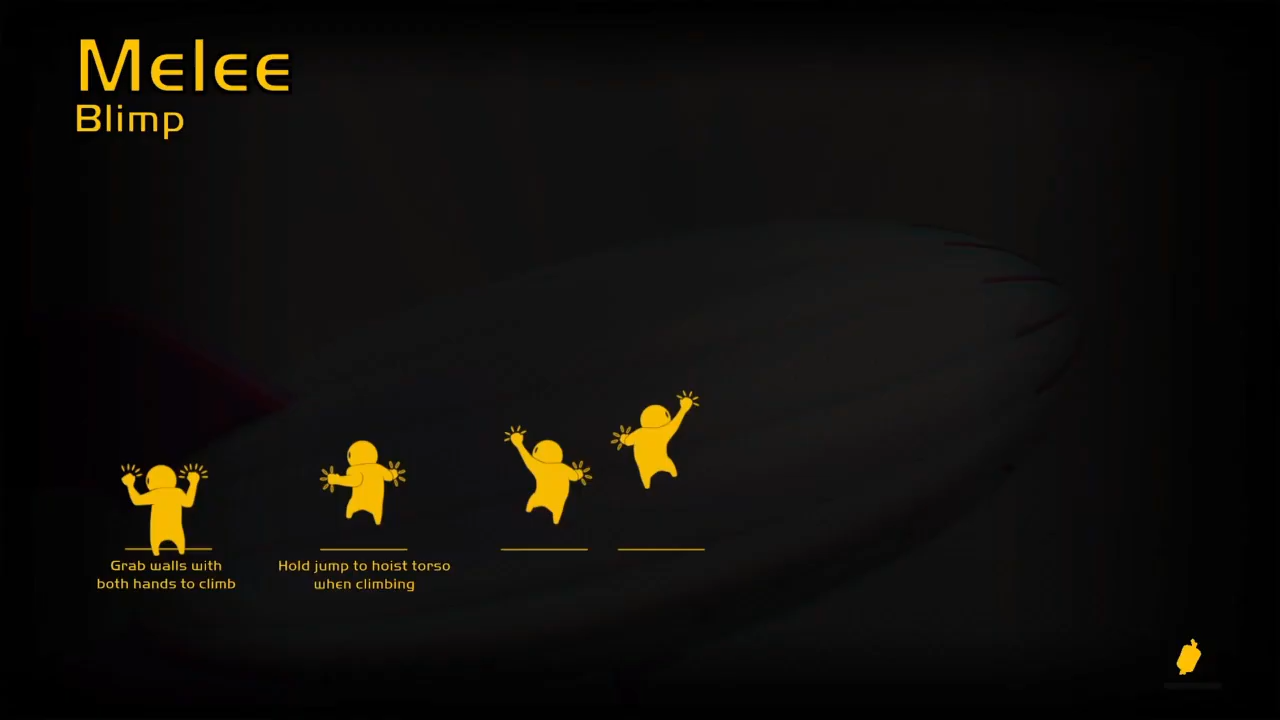 Melee
Blimp
Grab walls with
both hands to climb
Hold jump to hoist torso
when climbing